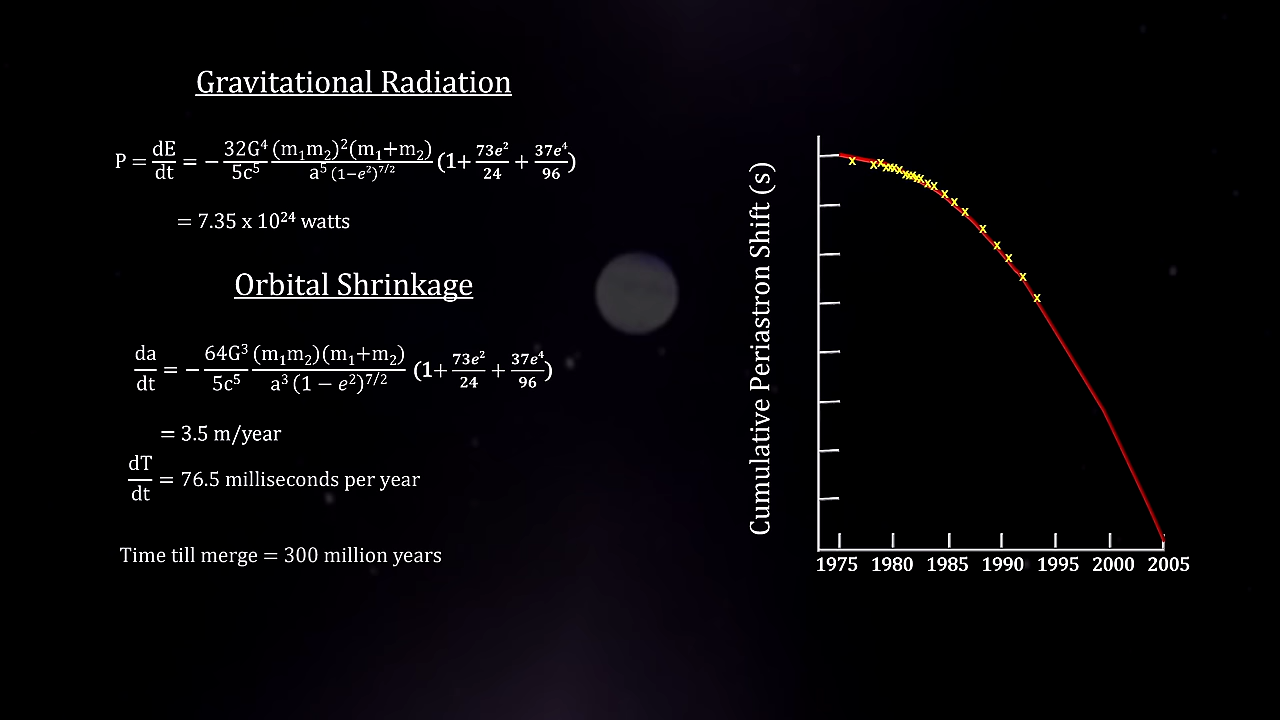 Gravitational Radiation
P = dE/dt = − 32G⁴/5c⁵ (m₁m₂)²(m₁+m₂)/a⁵ (1−e²)^7/2 (1+ 73e²/24 + 37e⁴/96)
= 7.35 x 10²⁴ watts
Orbital Shrinkage
da/dt = − 64G³/5c⁵ (m₁m₂)(m₁+m₂)/a³ (1 − e²)^7/2 (1+ 73e²/24 + 37e⁴/96)
= 3.5 m/year
dT/dt = 76.5 milliseconds per year
Time till merge = 300 million years
Cumulative Periastron Shift (s)
1975 1980 1985 1990 1995 2000 2005